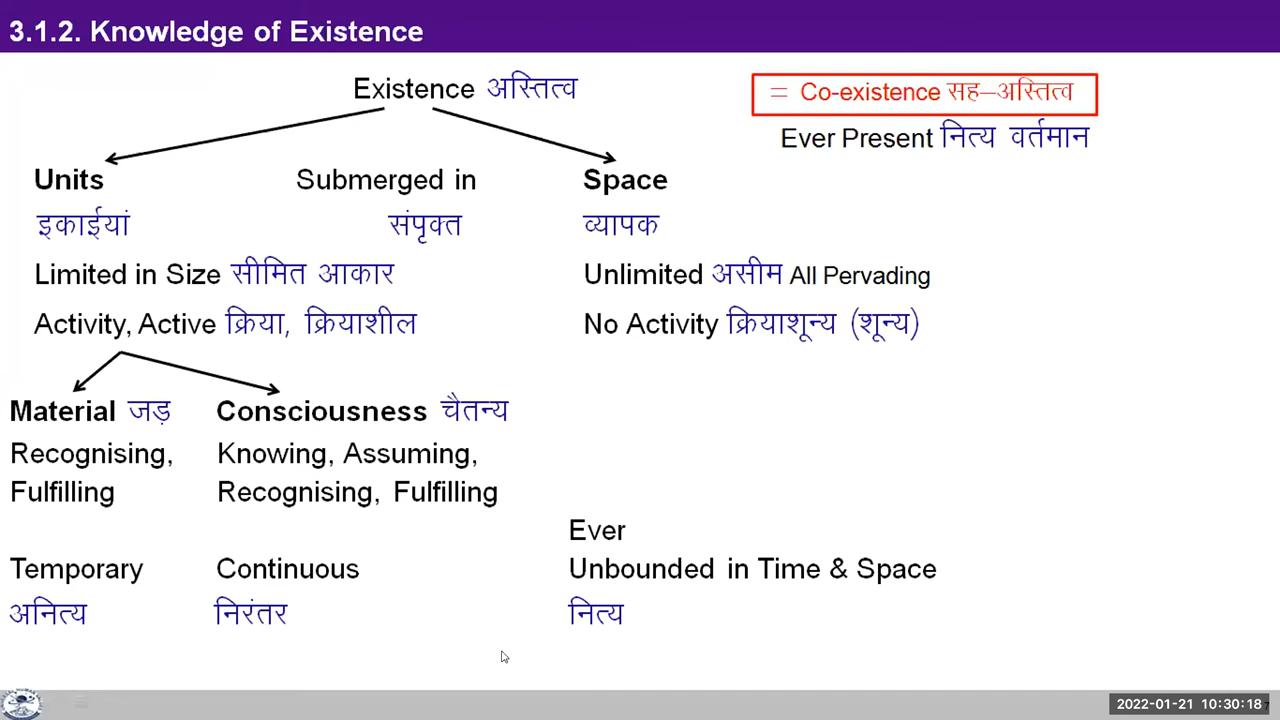 3.1.2. Knowledge of Existence
Existence अस्तित्व
= Co-existence सह–अस्तित्व
Ever Present नित्य वर्तमान
Units Submerged in Space
इकाईयां संपृक्त व्यापक
Limited in Size सीमित आकार Unlimited असीम All Pervading
Activity, Active क्रिया, क्रियाशील No Activity क्रियाशून्य (शून्य)
Material जड़ Consciousness चैतन्य
Recognising, Knowing, Assuming,
Fulfilling Recognising, Fulfilling
Ever
Temporary Continuous Unbounded in Time & Space
अनित्य निरंतर नित्य
2022-01-21 10:30:18